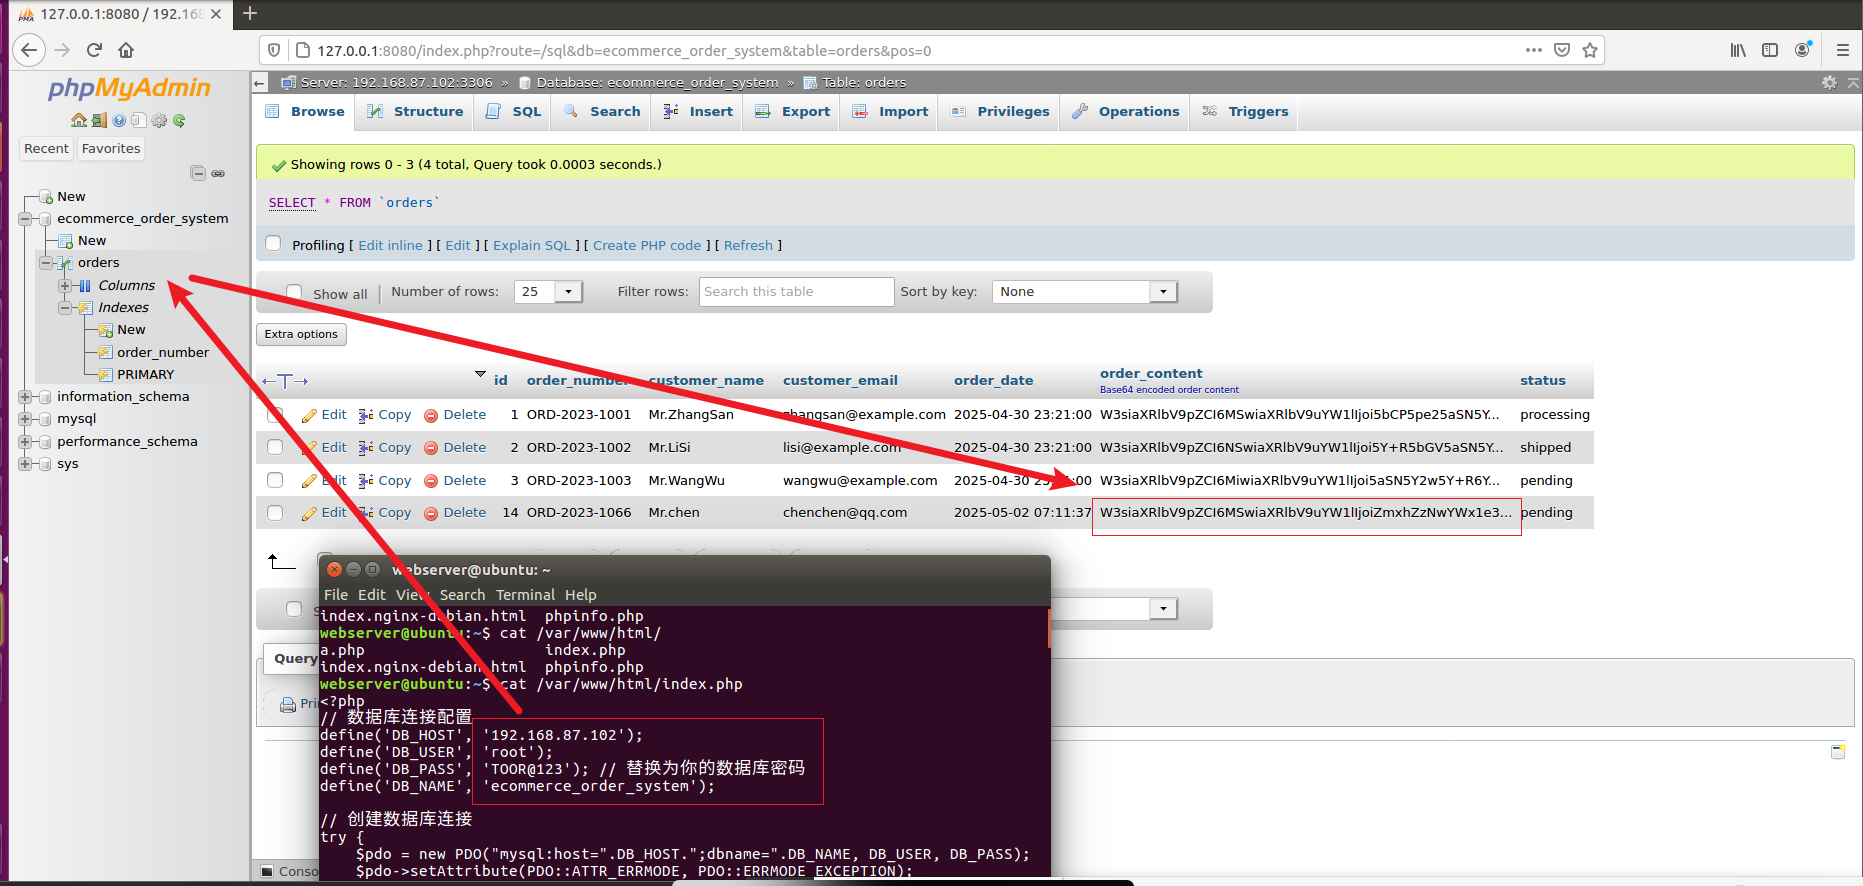 127.0.0.1:8080 / 192.168
127.0.0.1:8080/index.php?route=/sql&db=ecommerce_order_system&table=orders&pos=0
phpMyAdmin
Recent Favorites
New
ecommerce_order_system
New
orders
Columns
Indexes
New
order_number
PRIMARY
information_schema
mysql
performance_schema
sys
Server: 192.168.87.102:3306 » Database: ecommerce_order_system » Table: orders
Browse Structure SQL Search Insert Export Import Privileges Operations Triggers
Showing rows 0 - 3 (4 total, Query took 0.0003 seconds.)
SELECT * FROM `orders`
Profiling [ Edit inline ] [ Edit ] [ Explain SQL ] [ Create PHP code ] [ Refresh ]
Show all Number of rows: 25 Filter rows: Search this table Sort by key: None
Extra options
id order_number customer_name customer_email order_date order_content status
Base64 encoded order content
Edit Copy Delete 1 ORD-2023-1001 Mr.ZhangSan zhangsan@example.com 2025-04-30 23:21:00 W3siaXRlbV9pZCI6MSwiaXRlbV9uYW1lIjoi5bCP5pe25aSN5Y... processing
Edit Copy Delete 2 ORD-2023-1002 Mr.LiSi lisi@example.com 2025-04-30 23:21:00 W3siaXRlbV9pZCI6NSwiaXRlbV9uYW1lIjoi5Y+R5bGV5aSN5Y... shipped
Edit Copy Delete 3 ORD-2023-1003 Mr.WangWu wangwu@example.com 2025-04-30 23:21:00 W3siaXRlbV9pZCI6MiwiaXRlbV9uYW1lIjoi5aSN5Y2w5Y+R6Y... pending
Edit Copy Delete 14 ORD-2023-1066 Mr.chen chenchen@qq.com 2025-05-02 07:11:37 W3siaXRlbV9pZCI6MSwiaXRlbV9uYW1lIjoiZmxhZzNwYWx1e3... pending
Query
Pri
Conso
webserver@ubuntu: ~
File Edit View Search Terminal Help
index.nginx-debian.html phpinfo.php
webserver@ubuntu:~$ cat /var/www/html/
a.php index.php
index.nginx-debian.html phpinfo.php
webserver@ubuntu:~$ cat /var/www/html/index.php
<?php
// 数据库连接配置
define('DB_HOST', '192.168.87.102');
define('DB_USER', 'root');
define('DB_PASS', 'TOOR@123'); // 替换为你的数据库密码
define('DB_NAME', 'ecommerce_order_system');
// 创建数据库连接
try {
$pdo = new PDO("mysql:host=".DB_HOST.";dbname=".DB_NAME, DB_USER, DB_PASS);
$pdo->setAttribute(PDO::ATTR_ERRMODE, PDO::ERRMODE_EXCEPTION);